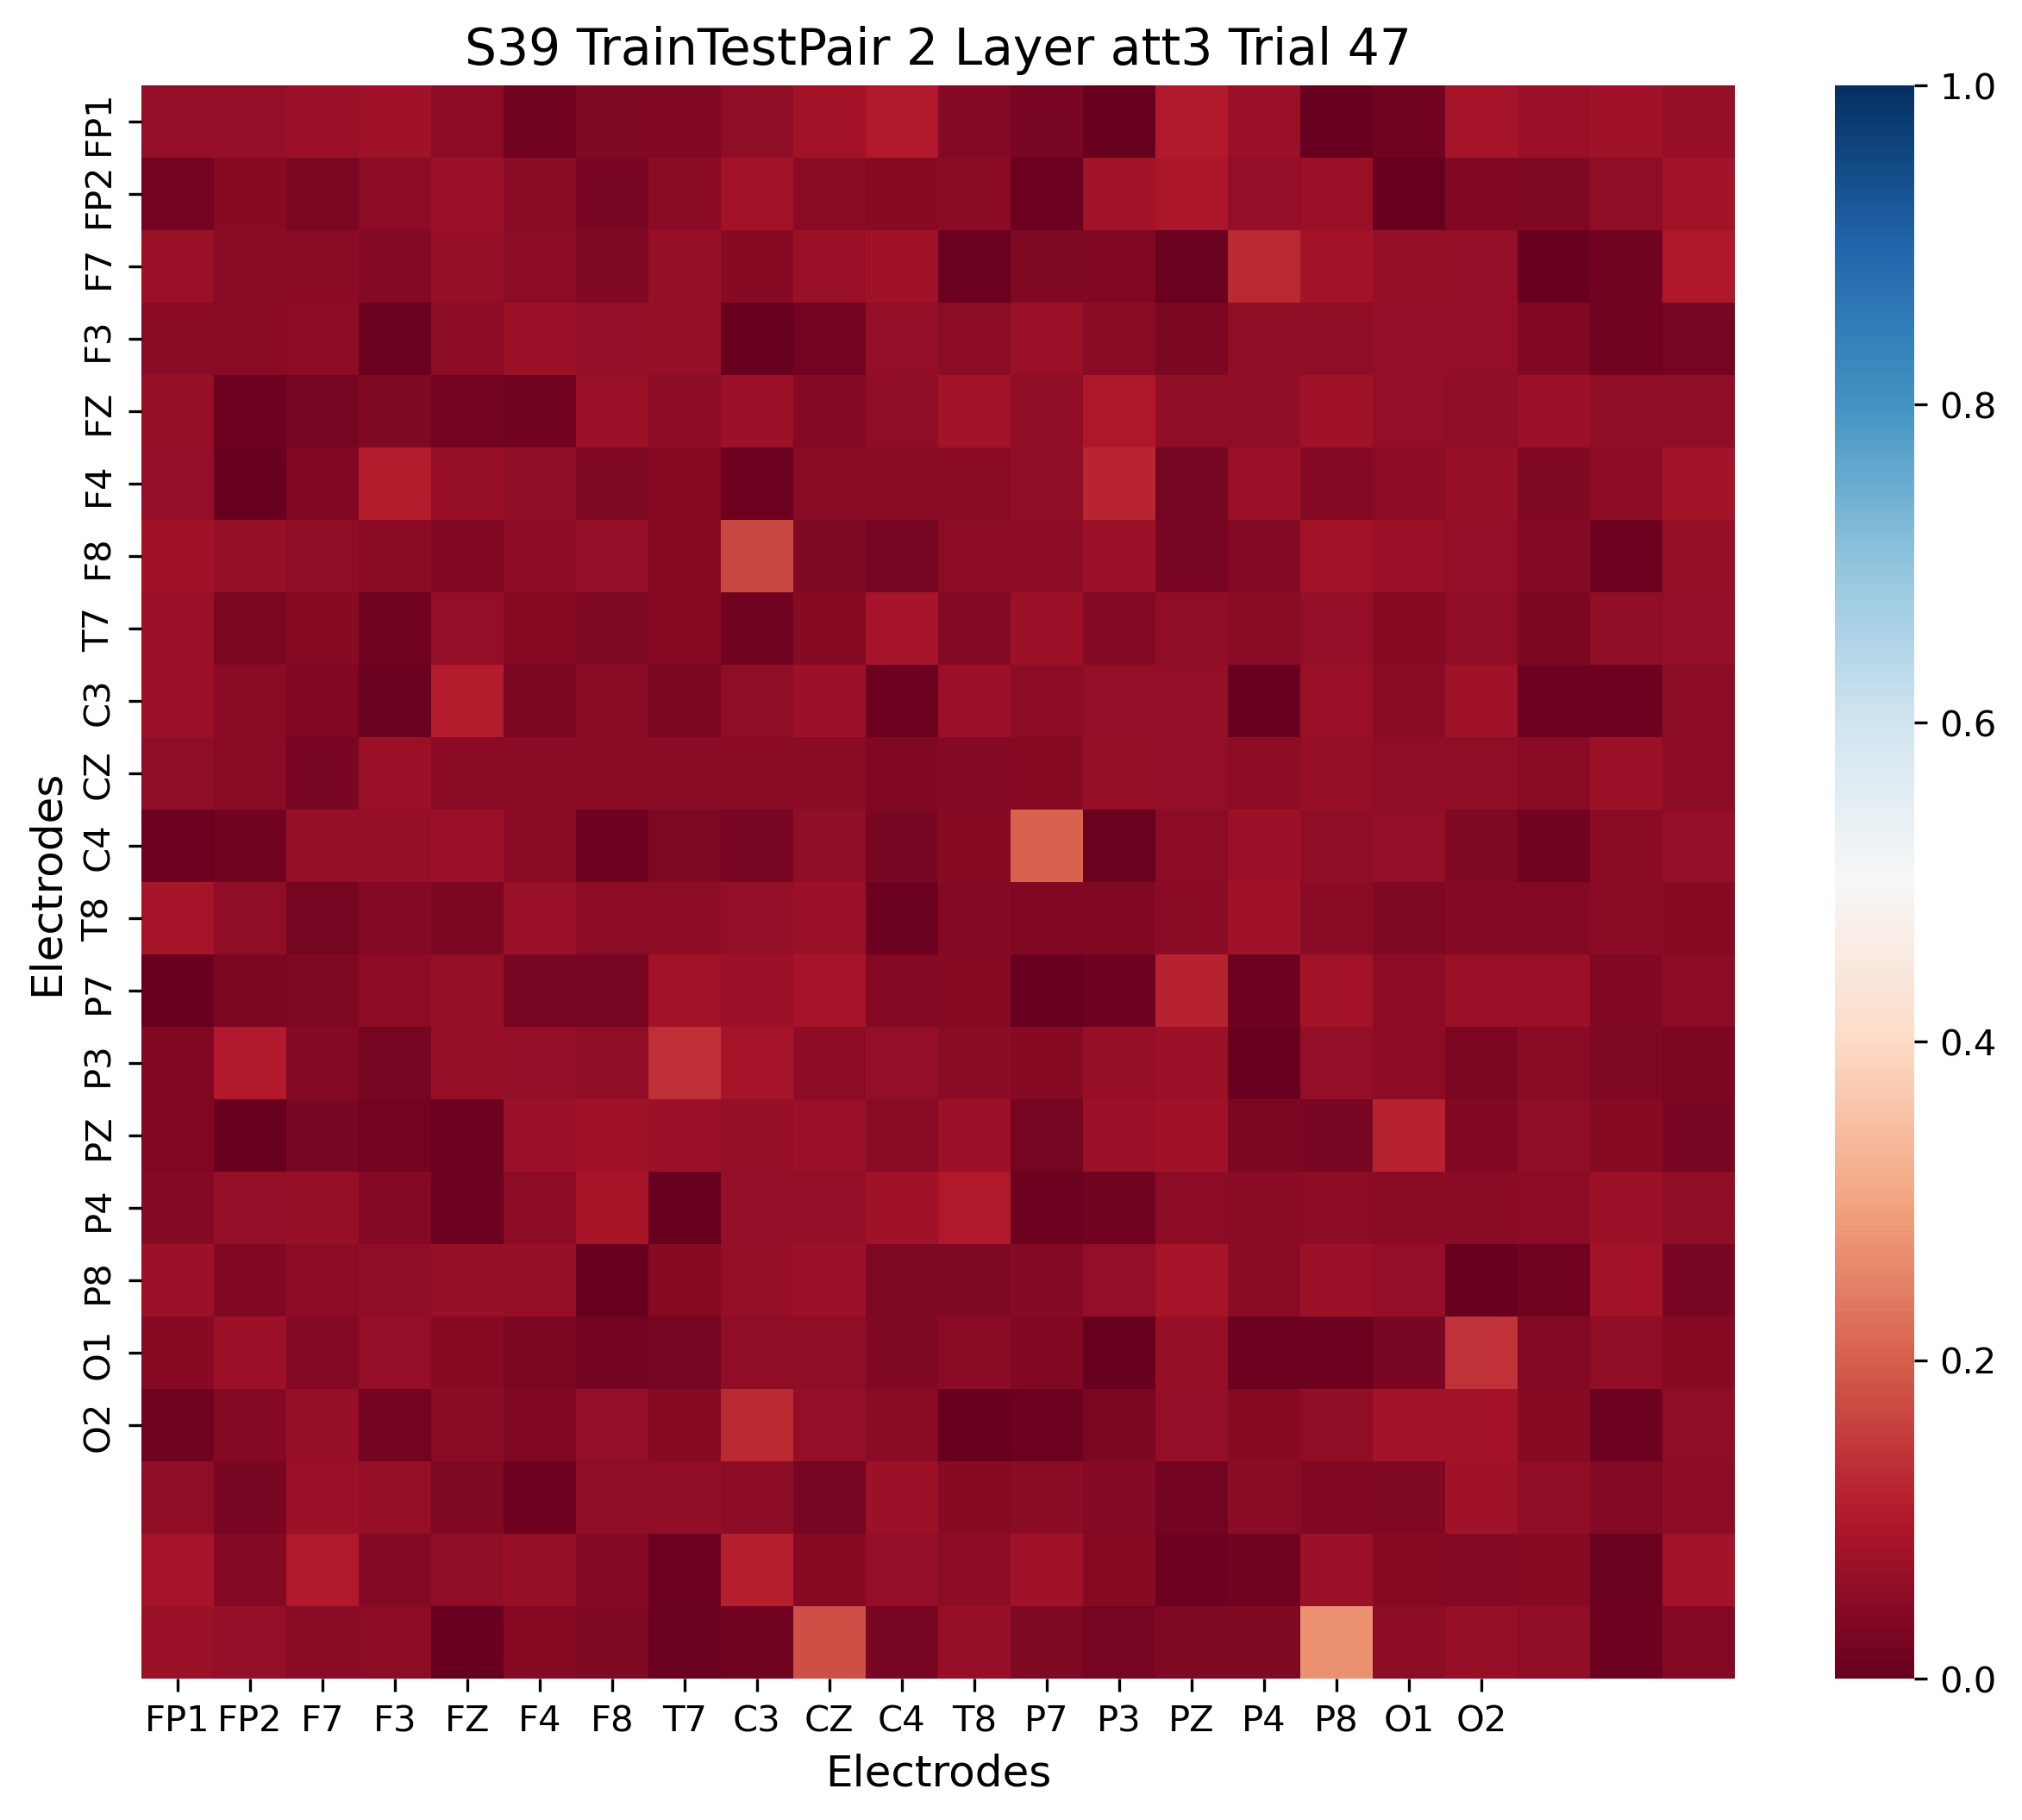 S39 TrainTestPair 2 Layer att3 Trial 47
Electrodes
FP1
FP2
F7
F3
FZ
F4
F8
T7
C3
CZ
C4
T8
P7
P3
PZ
P4
P8
O1
O2
1.0
0.8
0.6
0.4
0.2
0.0
FP1 FP2 F7 F3 FZ F4 F8 T7 C3 CZ C4 T8 P7 P3 PZ P4 P8 O1 O2
Electrodes